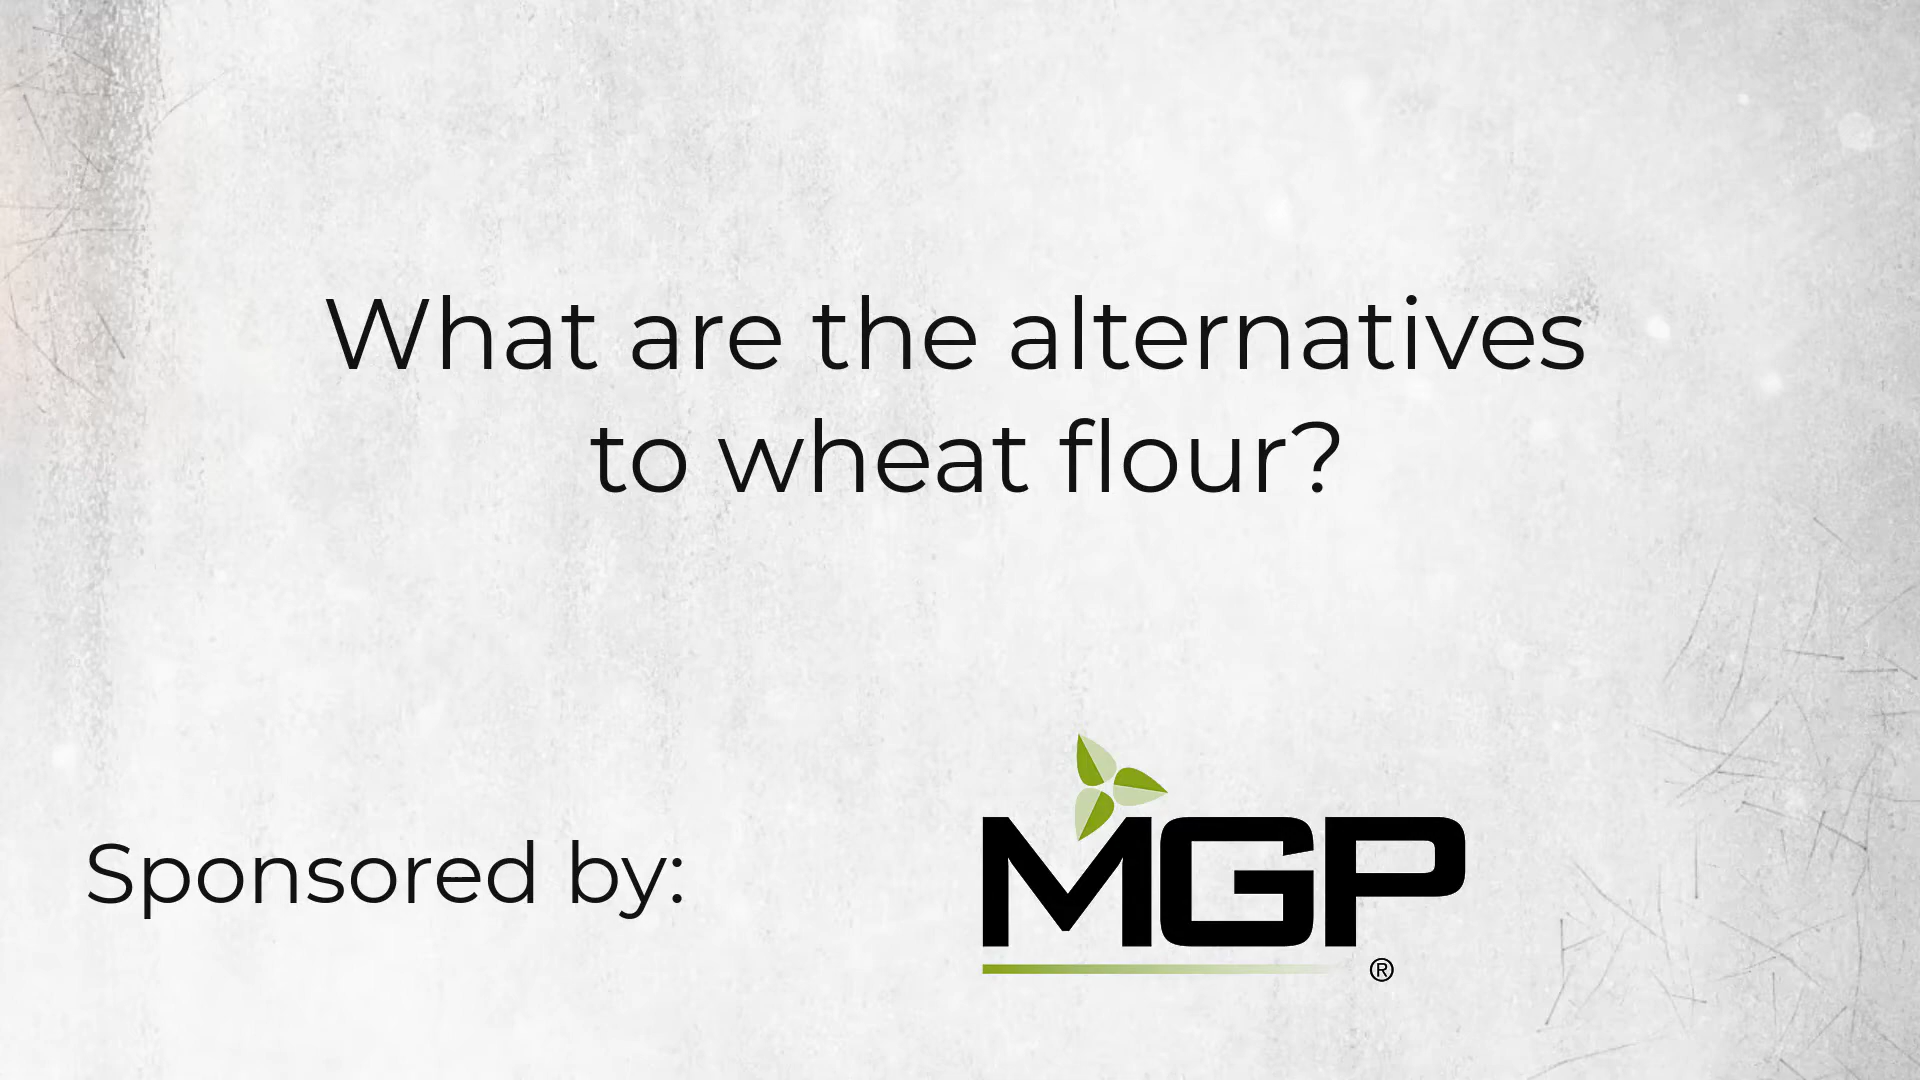 What are the alternatives
to wheat flour?
Sponsored by:
MGP
®